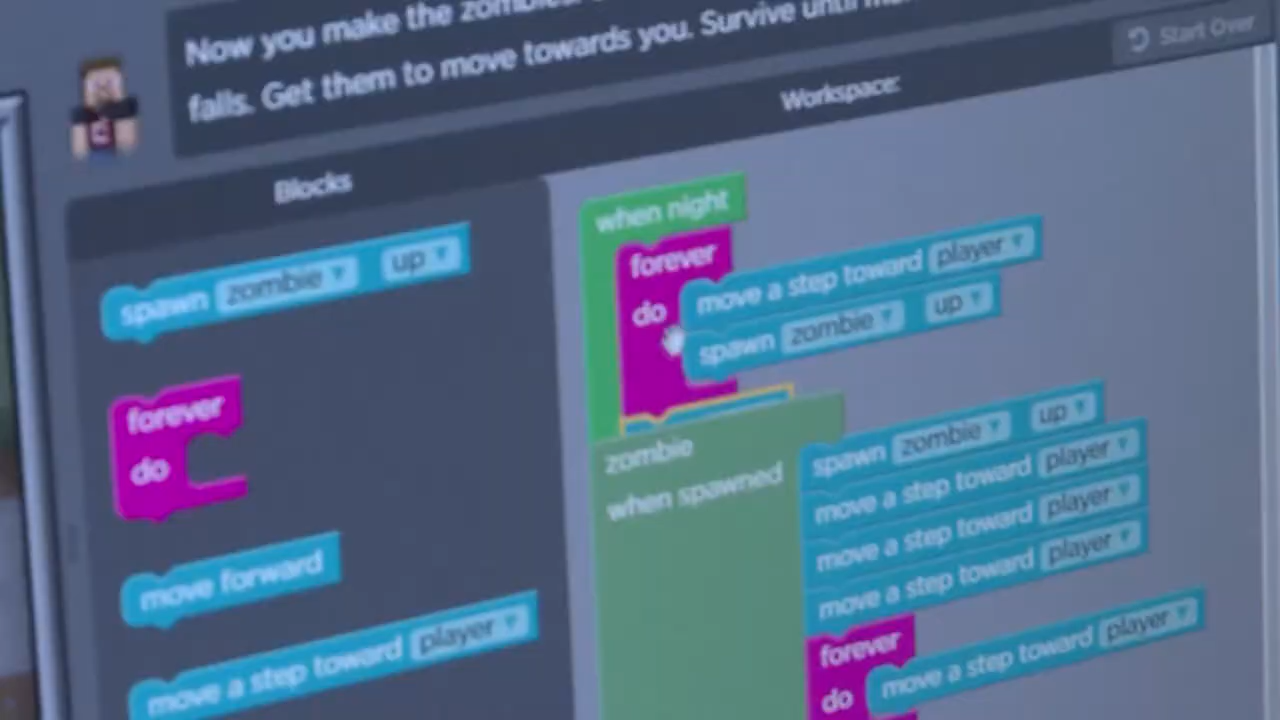 Now you make the zombies.
falls. Get them to move towards you. Survive until
Start Over
Workspace:
Blocks
spawn zombie up
forever
do
move forward
move a step toward player
when night
forever
do
move a step toward player
spawn zombie up
zombie
when spawned
spawn zombie up
move a step toward player
move a step toward player
move a step toward player
forever
do
move a step toward player